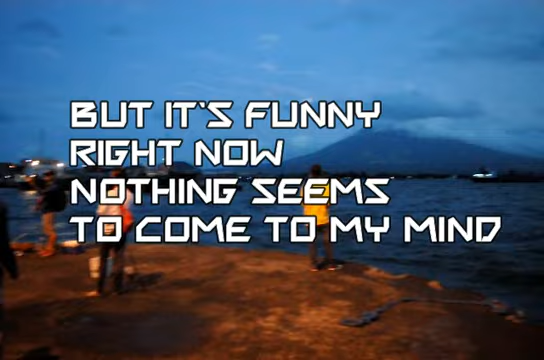 BUT IT'S FUNNY
RIGHT NOW
NOTHING SEEMS
TO COME TO MY MIND